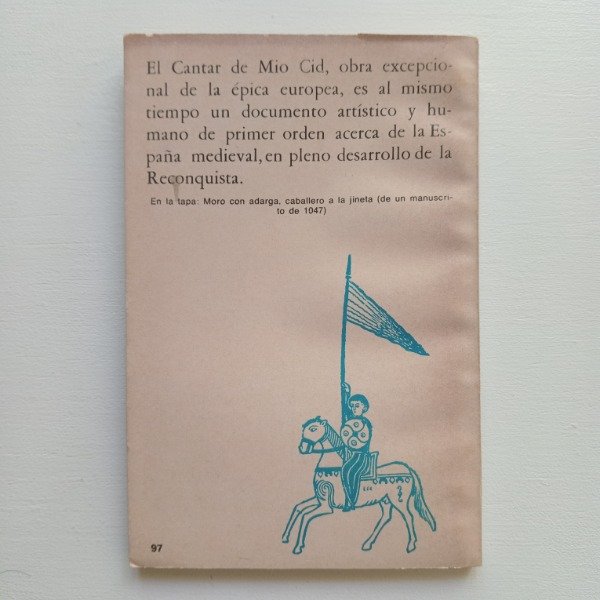 El Cantar de Mio Cid, obra excepcio-
nal de la épica europea, es al mismo
tiempo un documento artístico y hu-
mano de primer orden acerca de la Es-
paña medieval, en pleno desarrollo de la
Reconquista.
En la tapa: Moro con adarga, caballero a la jineta (de un manuscri-
to de 1047)
97